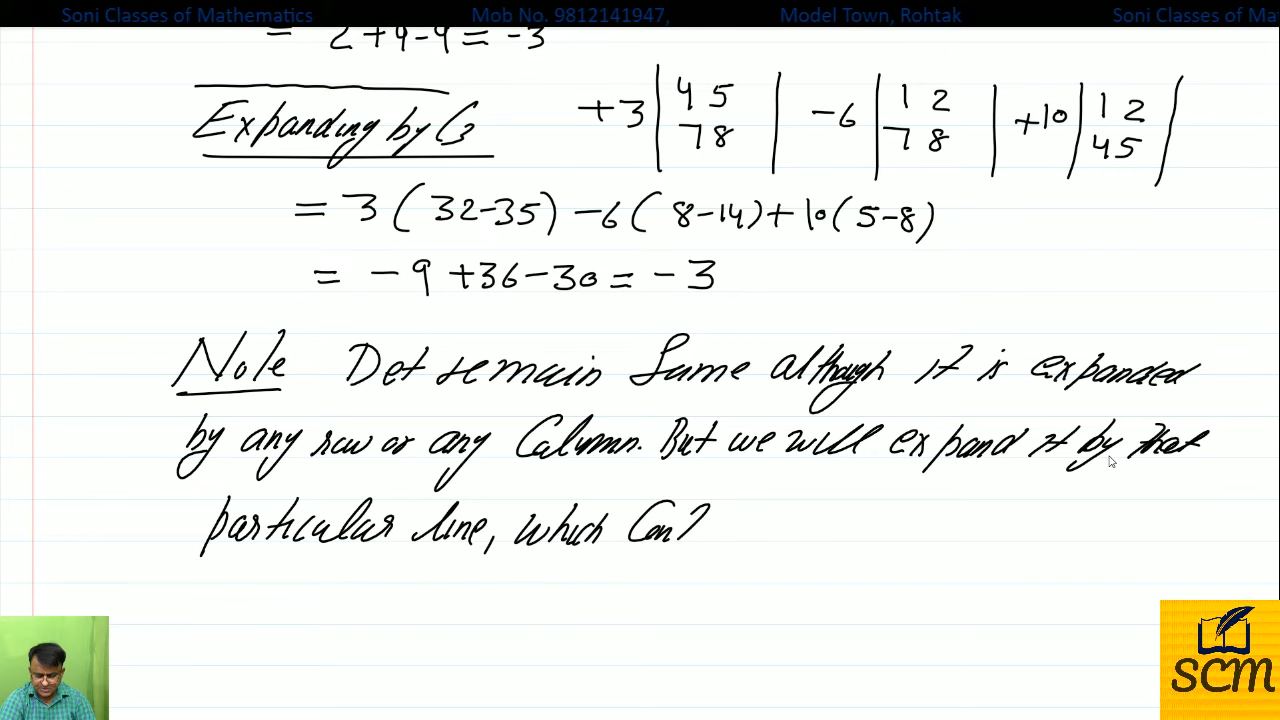 Soni Classes of Mathematics Mob No. 9812141947, Model Town, Rohtak Soni Classes of Ma
= 2+4-9 = -3
Expanding by C3 +3 | 4 5 | -6 | 1 2 | +10 | 1 2 |
7 8 7 8 4 5
= 3 ( 32-35 ) -6 ( 8-14 ) + 10 ( 5-8 )
= -9 +36 -30 = -3
Note Det remain Same although it is expanded
by any row or any Column. But we will expand it by that
particular line, which Con
SCM